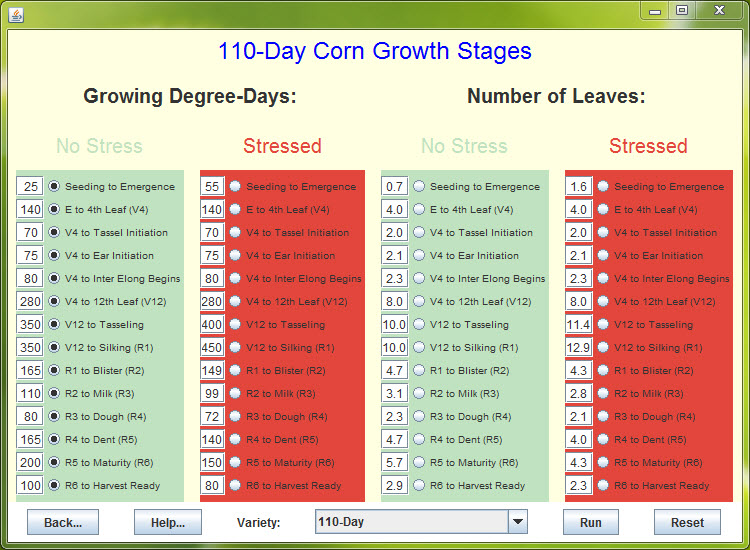 110-Day Corn Growth Stages
Growing Degree-Days: Number of Leaves:
No Stress Stressed No Stress Stressed
25 Seeding to Emergence 55 Seeding to Emergence 0.7 Seeding to Emergence 1.6 Seeding to Emergence
140 E to 4th Leaf (V4) 140 E to 4th Leaf (V4) 4.0 E to 4th Leaf (V4) 4.0 E to 4th Leaf (V4)
70 V4 to Tassel Initiation 70 V4 to Tassel Initiation 2.0 V4 to Tassel Initiation 2.0 V4 to Tassel Initiation
75 V4 to Ear Initiation 75 V4 to Ear Initiation 2.1 V4 to Ear Initiation 2.1 V4 to Ear Initiation
80 V4 to Inter Elong Begins 80 V4 to Inter Elong Begins 2.3 V4 to Inter Elong Begins 2.3 V4 to Inter Elong Begins
280 V4 to 12th Leaf (V12) 280 V4 to 12th Leaf (V12) 8.0 V4 to 12th Leaf (V12) 8.0 V4 to 12th Leaf (V12)
350 V12 to Tasseling 400 V12 to Tasseling 10.0 V12 to Tasseling 11.4 V12 to Tasseling
350 V12 to Silking (R1) 450 V12 to Silking (R1) 10.0 V12 to Silking (R1) 12.9 V12 to Silking (R1)
165 R1 to Blister (R2) 149 R1 to Blister (R2) 4.7 R1 to Blister (R2) 4.3 R1 to Blister (R2)
110 R2 to Milk (R3) 99 R2 to Milk (R3) 3.1 R2 to Milk (R3) 2.8 R2 to Milk (R3)
80 R3 to Dough (R4) 72 R3 to Dough (R4) 2.3 R3 to Dough (R4) 2.1 R3 to Dough (R4)
165 R4 to Dent (R5) 140 R4 to Dent (R5) 4.7 R4 to Dent (R5) 4.0 R4 to Dent (R5)
200 R5 to Maturity (R6) 150 R5 to Maturity (R6) 5.7 R5 to Maturity (R6) 4.3 R5 to Maturity (R6)
100 R6 to Harvest Ready 80 R6 to Harvest Ready 2.9 R6 to Harvest Ready 2.3 R6 to Harvest Ready
Back... Help... Variety: 110-Day Run Reset